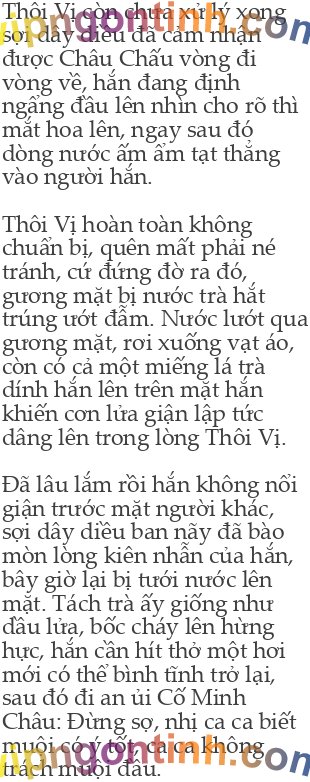 Thôi Vị còn chưa xử lý xong
sợi dây diều đã cảm nhận
được Châu Chấu vòng đi
vòng về, hắn đang định
ngẩng đầu lên nhìn cho rõ thì
mắt hoa lên, ngay sau đó
dòng nước ấm ấm tạt thẳng
vào người hắn.
Thôi Vị hoàn toàn không
chuẩn bị, quên mất phải né
tránh, cứ đứng đờ ra đó,
gương mặt bị nước trà hắt
trúng ướt đẫm. Nước lướt qua
gương mặt, rơi xuống vạt áo,
còn có cả một miếng lá trà
dính hắn lên trên mặt hắn
khiến cơn lửa giận lập tức
dâng lên trong lòng Thôi Vị.
Đã lâu lắm rồi hắn không nổi
giận trước mặt người khác,
sợi dây diều ban nãy đã bào
mòn lòng kiên nhẫn của hắn,
bây giờ lại bị tưới nước lên
mặt. Tách trà ấy giống như
dầu lửa, bốc cháy lên hừng
hực, hắn cần hít thở một hơi
mới có thể bình tĩnh trở lại,
sau đó đi an ủi Cố Minh
Châu: Đừng sợ, nhị ca ca biết
muội có ý tốt, ca ca không
trách muội đâu.
vipngontinh.com
vipngontinh.com